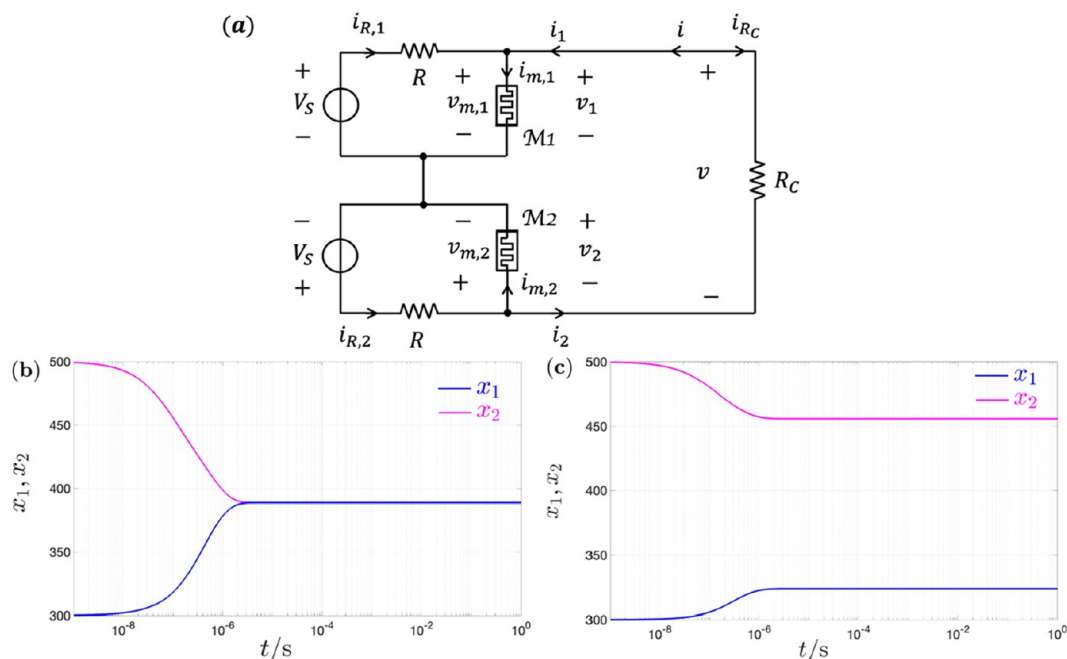 (a)
i_{R,1} i_1 i i_{R_C}
R + i_{m,1} + +
+ V_S − v_{m,1} − v_1 −
ℳ1
v R_C
− V_S + − ℳ2 +
v_{m,2} v_2
+ i_{m,2} − −
i_{R,2} R i_2
(b)
500
450
400
350
300
x_1, x_2
x_1
x_2
10^{-8} 10^{-6} 10^{-4} 10^{-2} 10^0
t/s
(c)
500
450
400
350
300
x_1, x_2
x_1
x_2
10^{-8} 10^{-6} 10^{-4} 10^{-2} 10^0
t/s